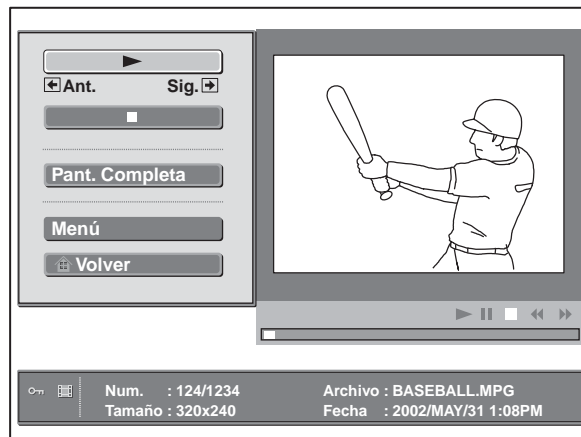 Ant. Sig.
Pant. Completa
Menú
Volver
Num. : 124/1234 Archivo : BASEBALL.MPG
Tamaño : 320x240 Fecha : 2002/MAY/31 1:08PM